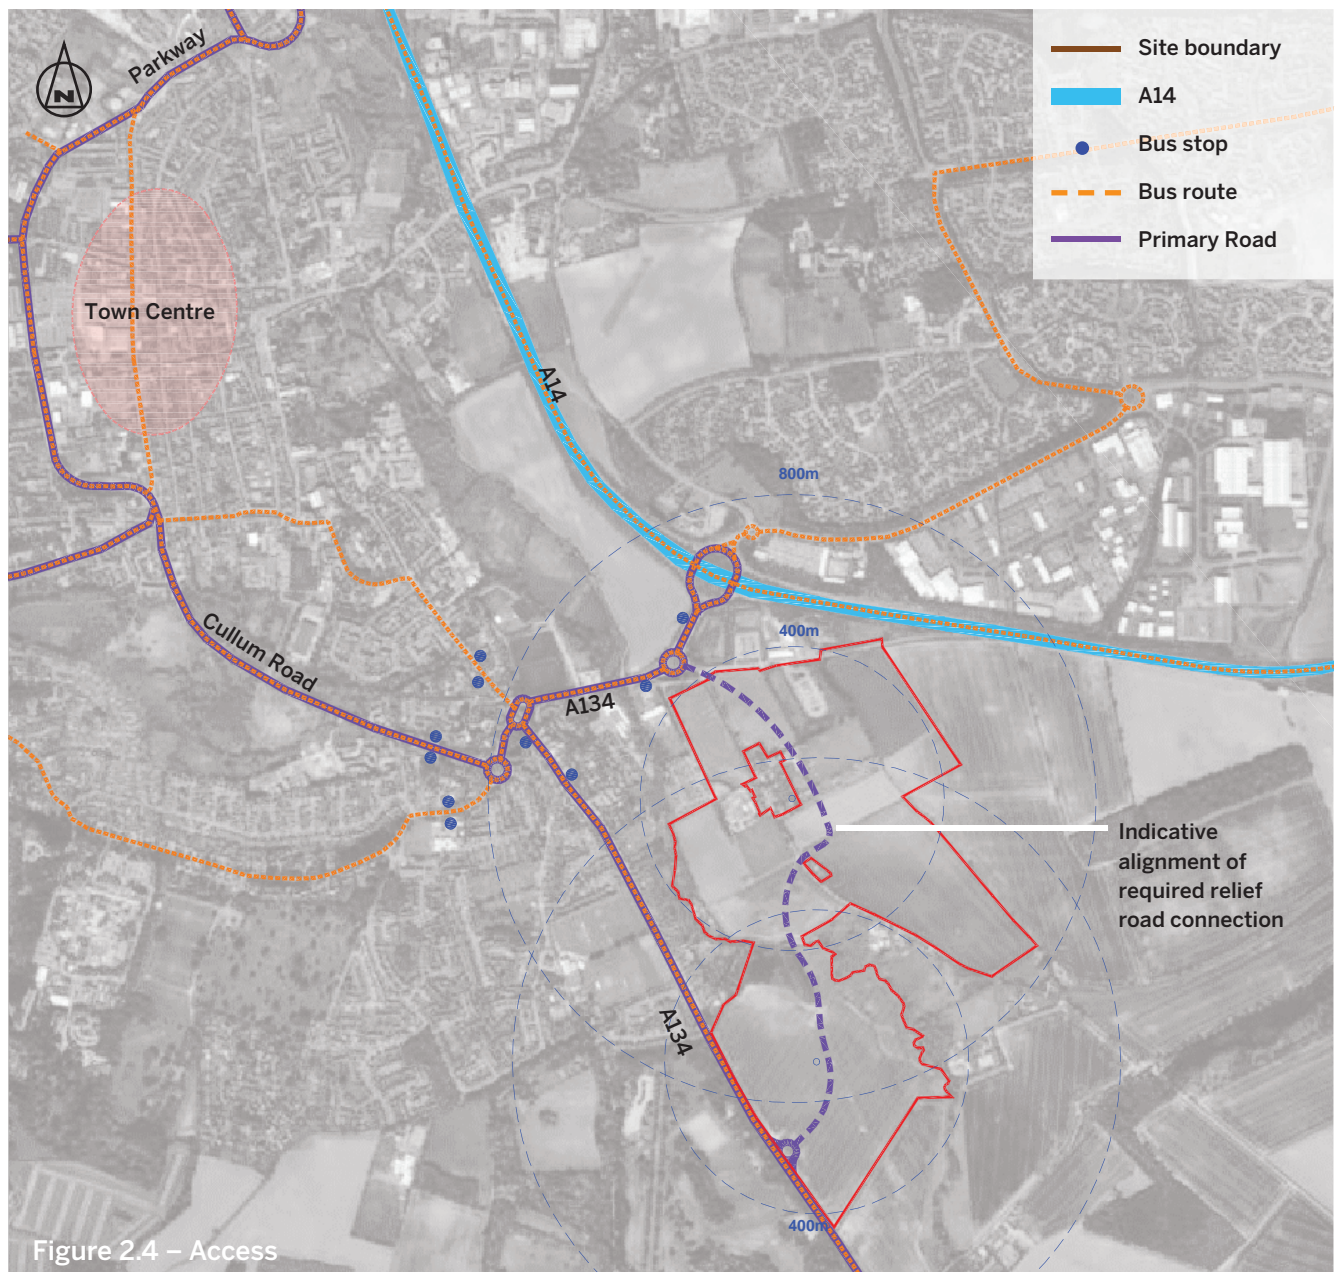 Parkway
N
Site boundary
A14
Bus stop
Bus route
Primary Road
Town Centre
A14
800m
400m
Cullum Road
A134
Indicative
alignment of
required relief
road connection
A134
400m
Figure 2.4 – Access